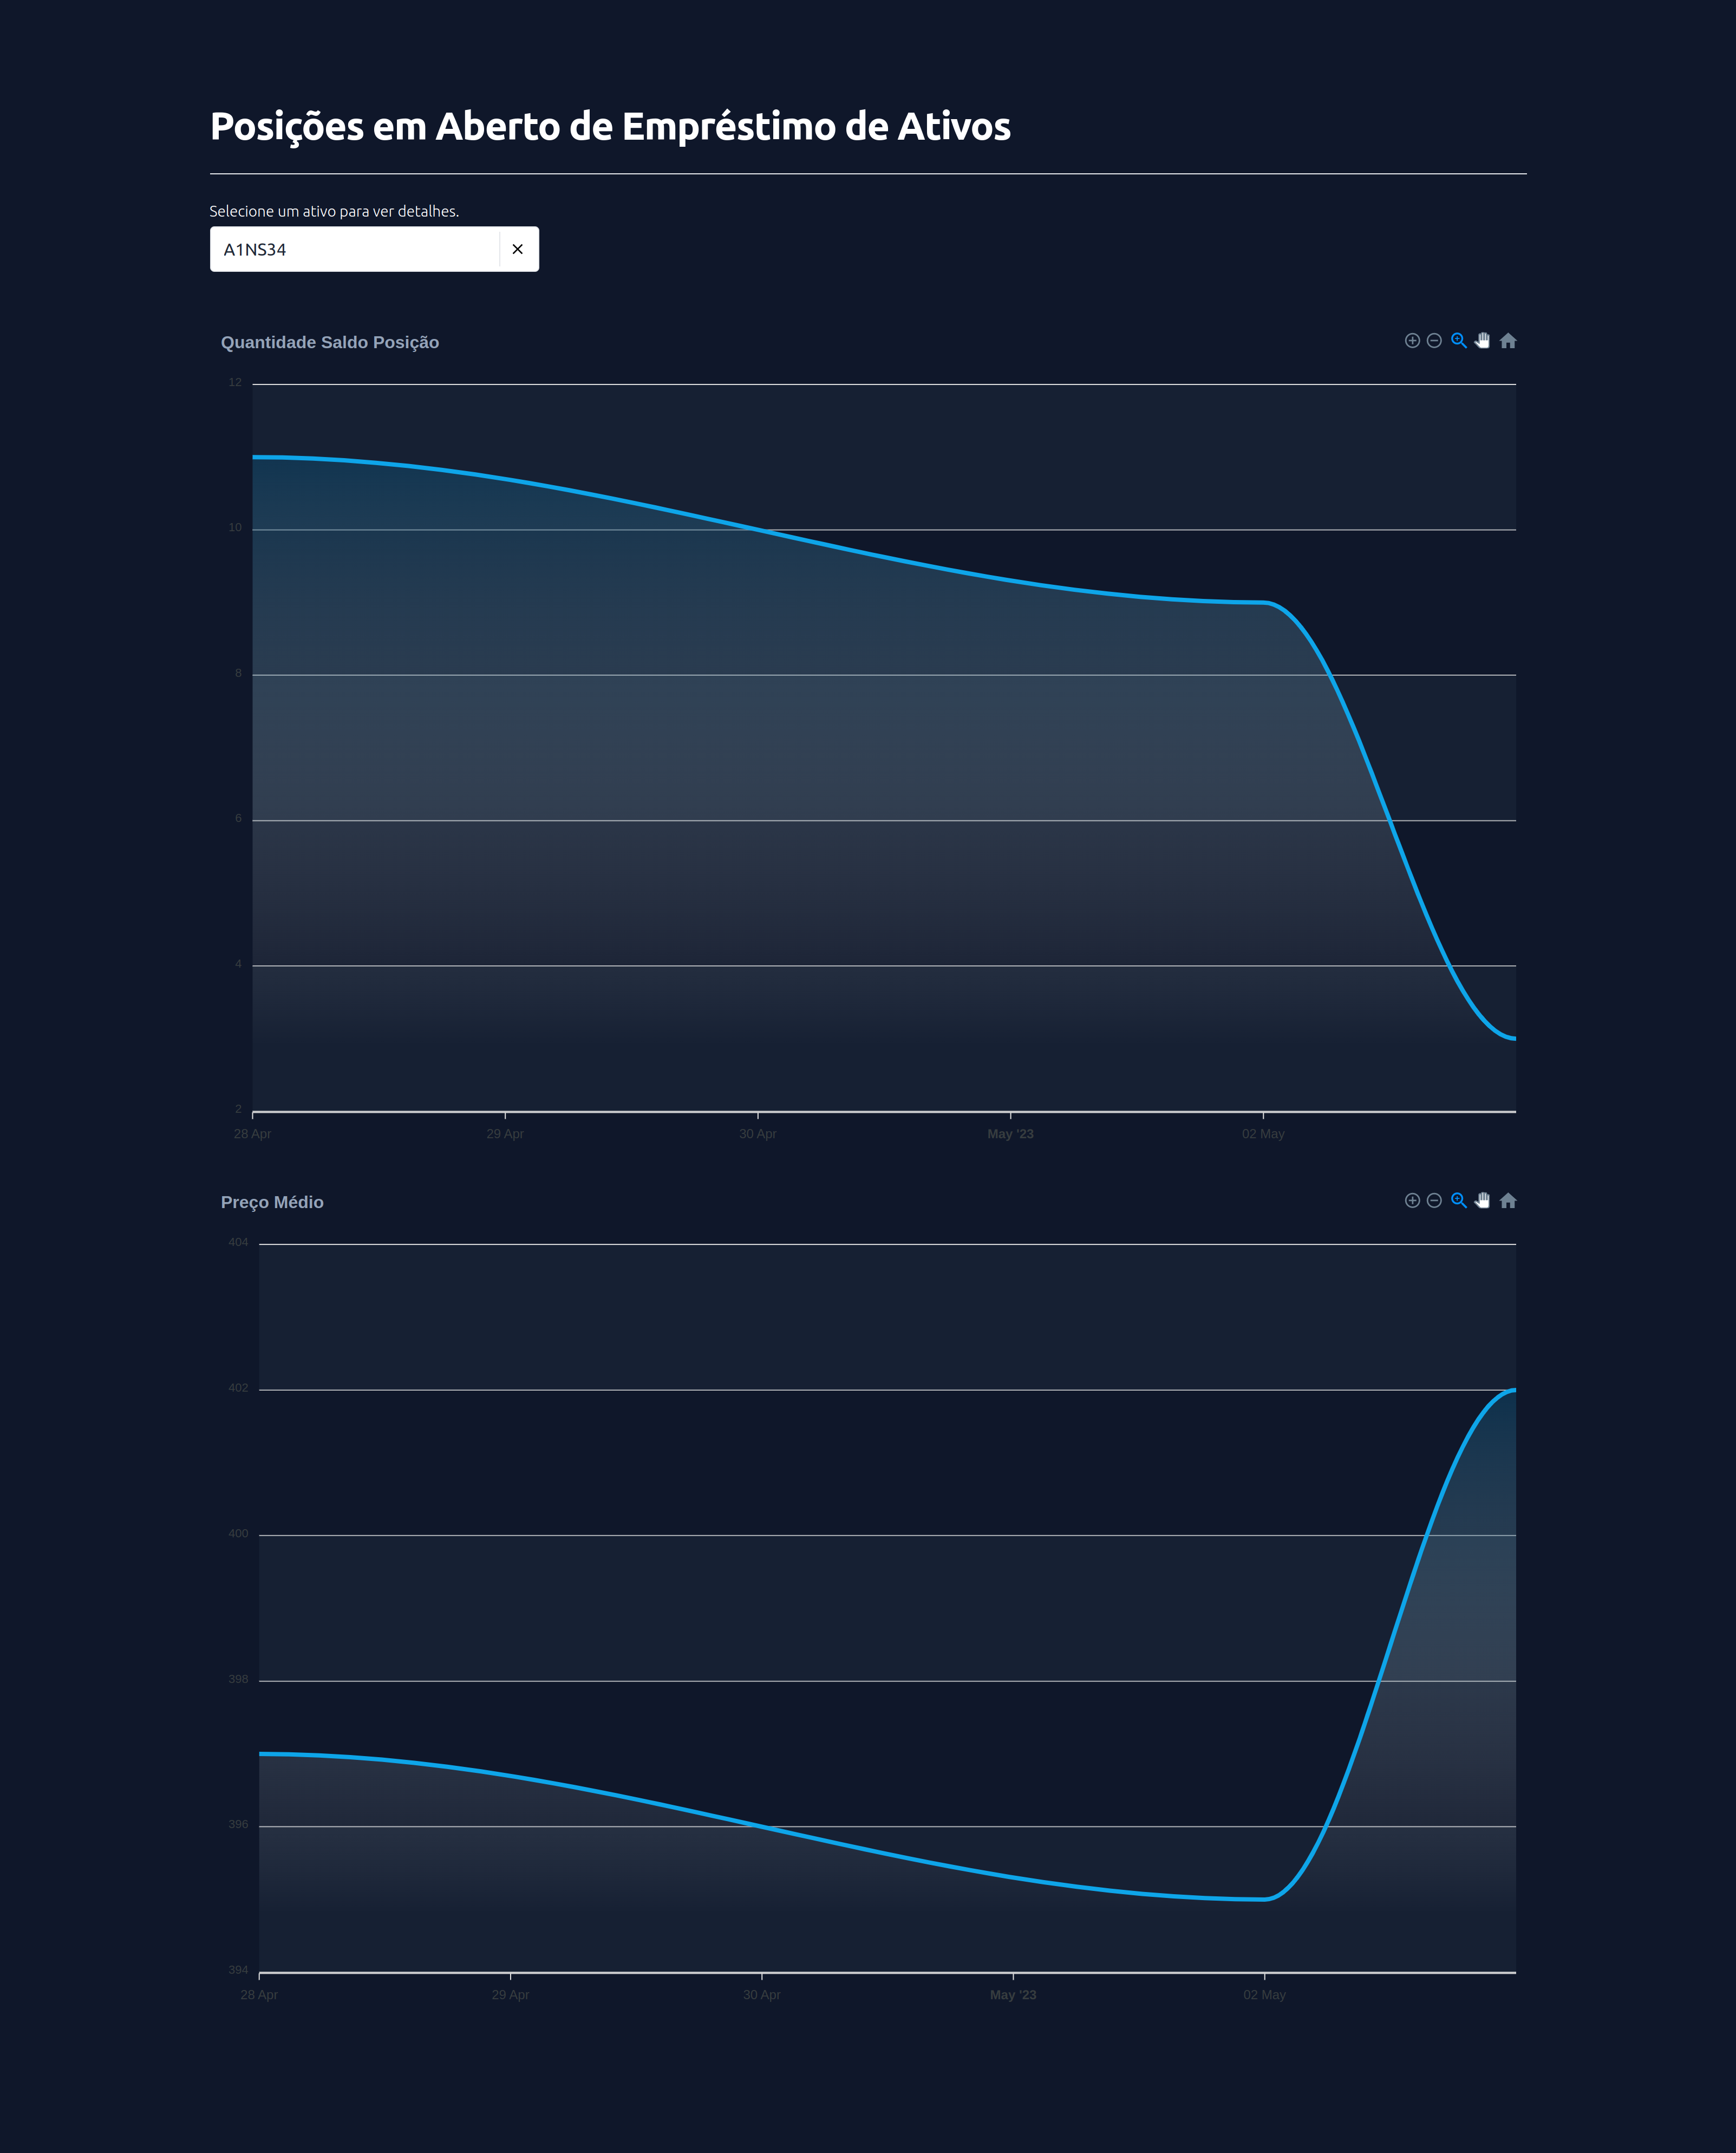 Posições em Aberto de Empréstimo de Ativos
Selecione um ativo para ver detalhes.
A1NS34
Quantidade Saldo Posição
12
10
8
6
4
2
28 Apr 29 Apr 30 Apr May '23 02 May
Preço Médio
404
402
400
398
396
394
28 Apr 29 Apr 30 Apr May '23 02 May